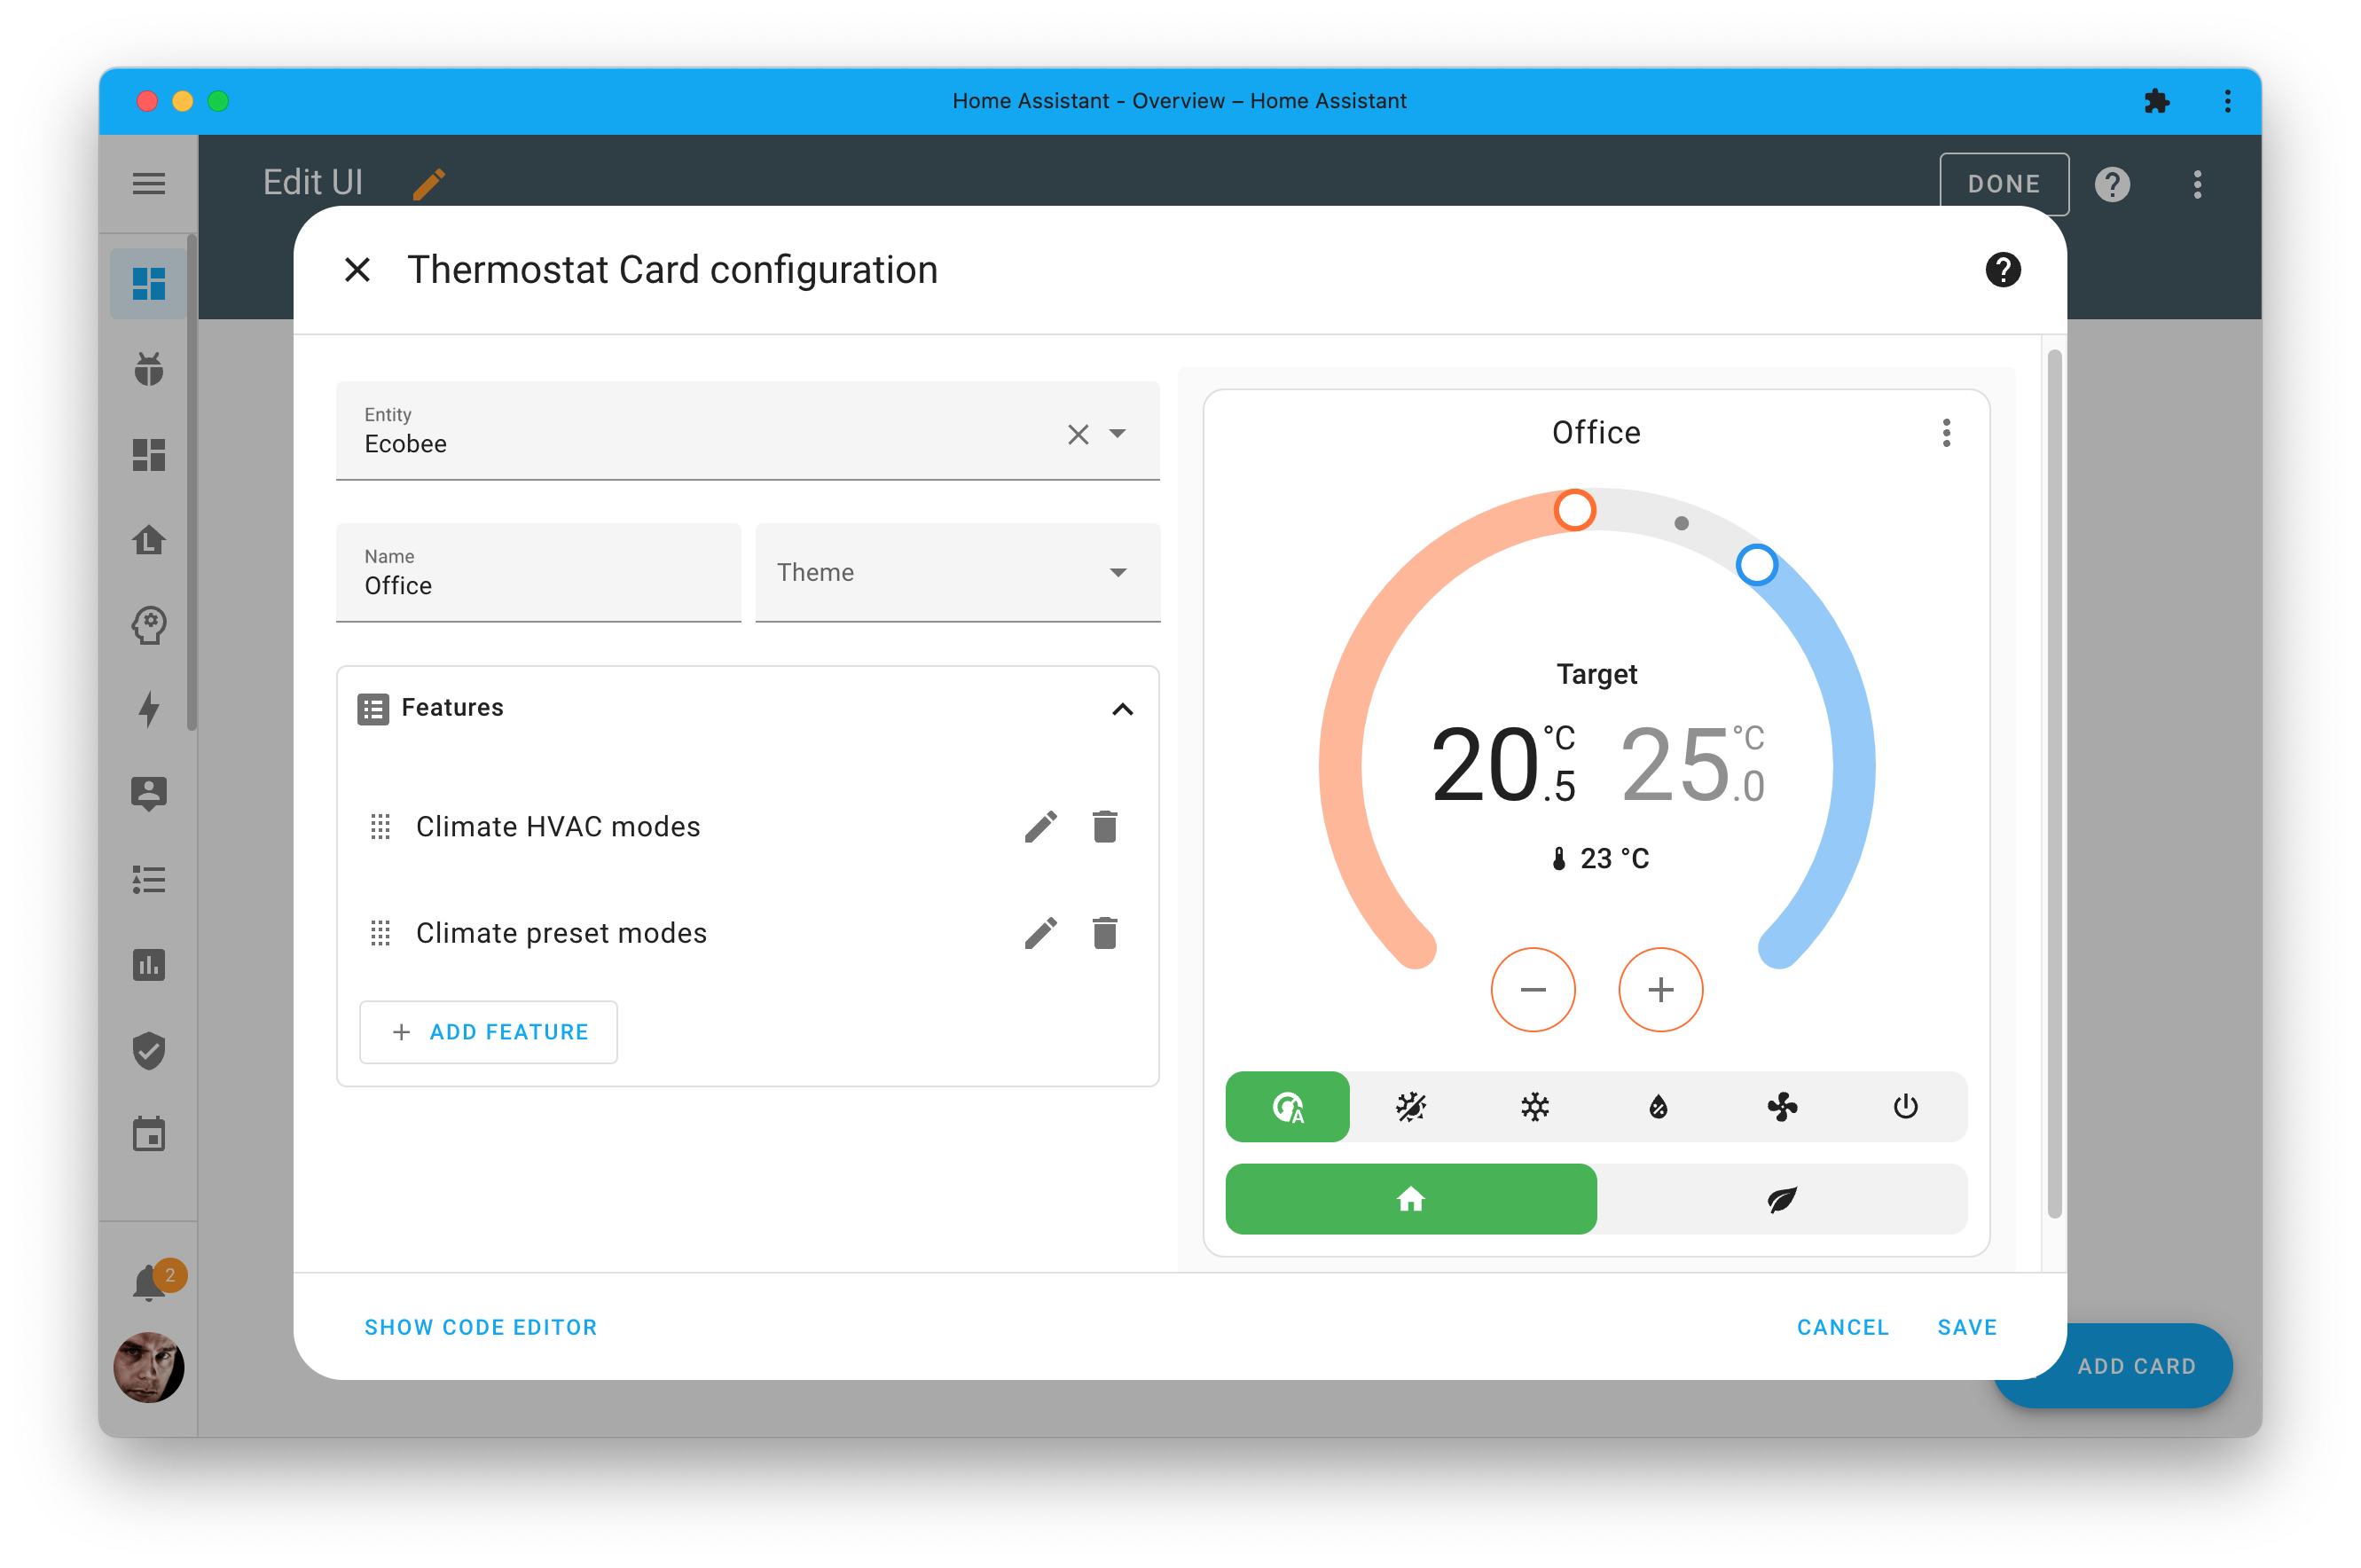 Home Assistant - Overview – Home Assistant
Edit UI
DONE
Thermostat Card configuration
Entity
Ecobee
Name
Office
Theme
Features
Climate HVAC modes
Climate preset modes
ADD FEATURE
Office
Target
20.5 °C 25.0 °C
23 °C
2
SHOW CODE EDITOR
CANCEL
SAVE
ADD CARD